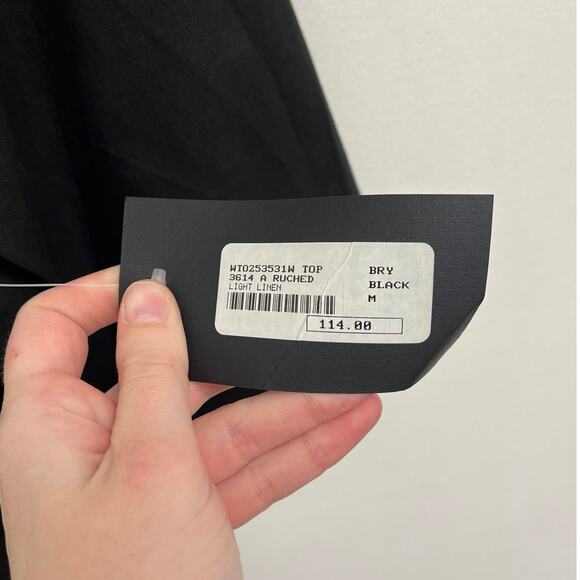 WT0253531W TOP BRY
3614 A RUCHED BLACK
LIGHT LINEN M
114.00